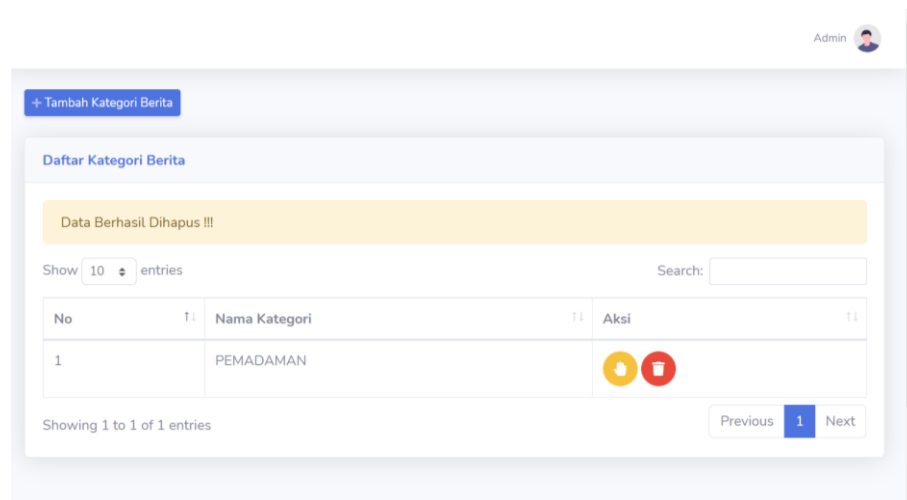 Admin
+ Tambah Kategori Berita
Daftar Kategori Berita
Data Berhasil Dihapus !!!
Show 10 entries Search:
No Nama Kategori Aksi
1 PEMADAMAN
Showing 1 to 1 of 1 entries Previous 1 Next